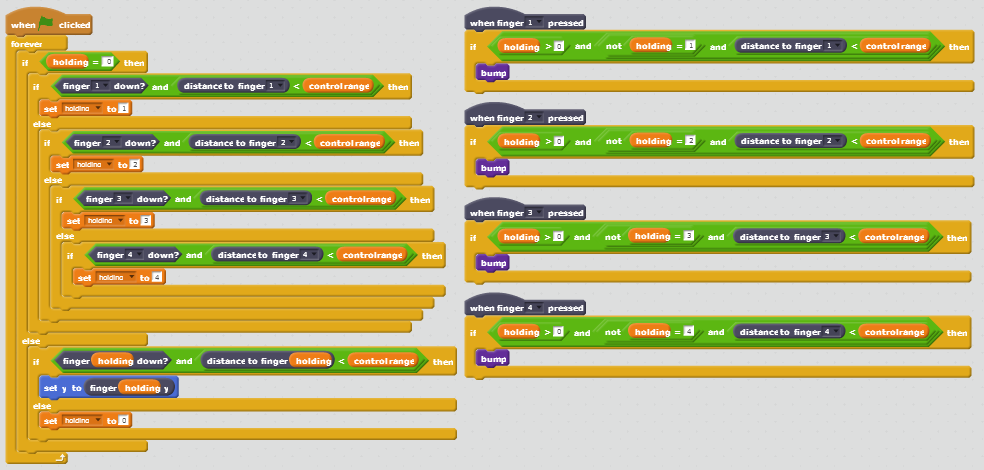 when clicked
forever
if holding = 0 then
if finger 1 down? and distance to finger 1 < controlrange then
set holding to 1
else
if finger 2 down? and distance to finger 2 < controlrange then
set holding to 2
else
if finger 3 down? and distance to finger 3 < controlrange then
set holding to 3
else
if finger 4 down? and distance to finger 4 < controlrange then
set holding to 4
else
if finger holding down? and distance to finger holding < controlrange then
set y to finger holding y
else
set holding to 0
when finger 1 pressed
if holding > 0 and not holding = 1 and distance to finger 1 < controlrange then
bump
when finger 2 pressed
if holding > 0 and not holding = 2 and distance to finger 2 < controlrange then
bump
when finger 3 pressed
if holding > 0 and not holding = 3 and distance to finger 3 < controlrange then
bump
when finger 4 pressed
if holding > 0 and not holding = 4 and distance to finger 4 < controlrange then
bump